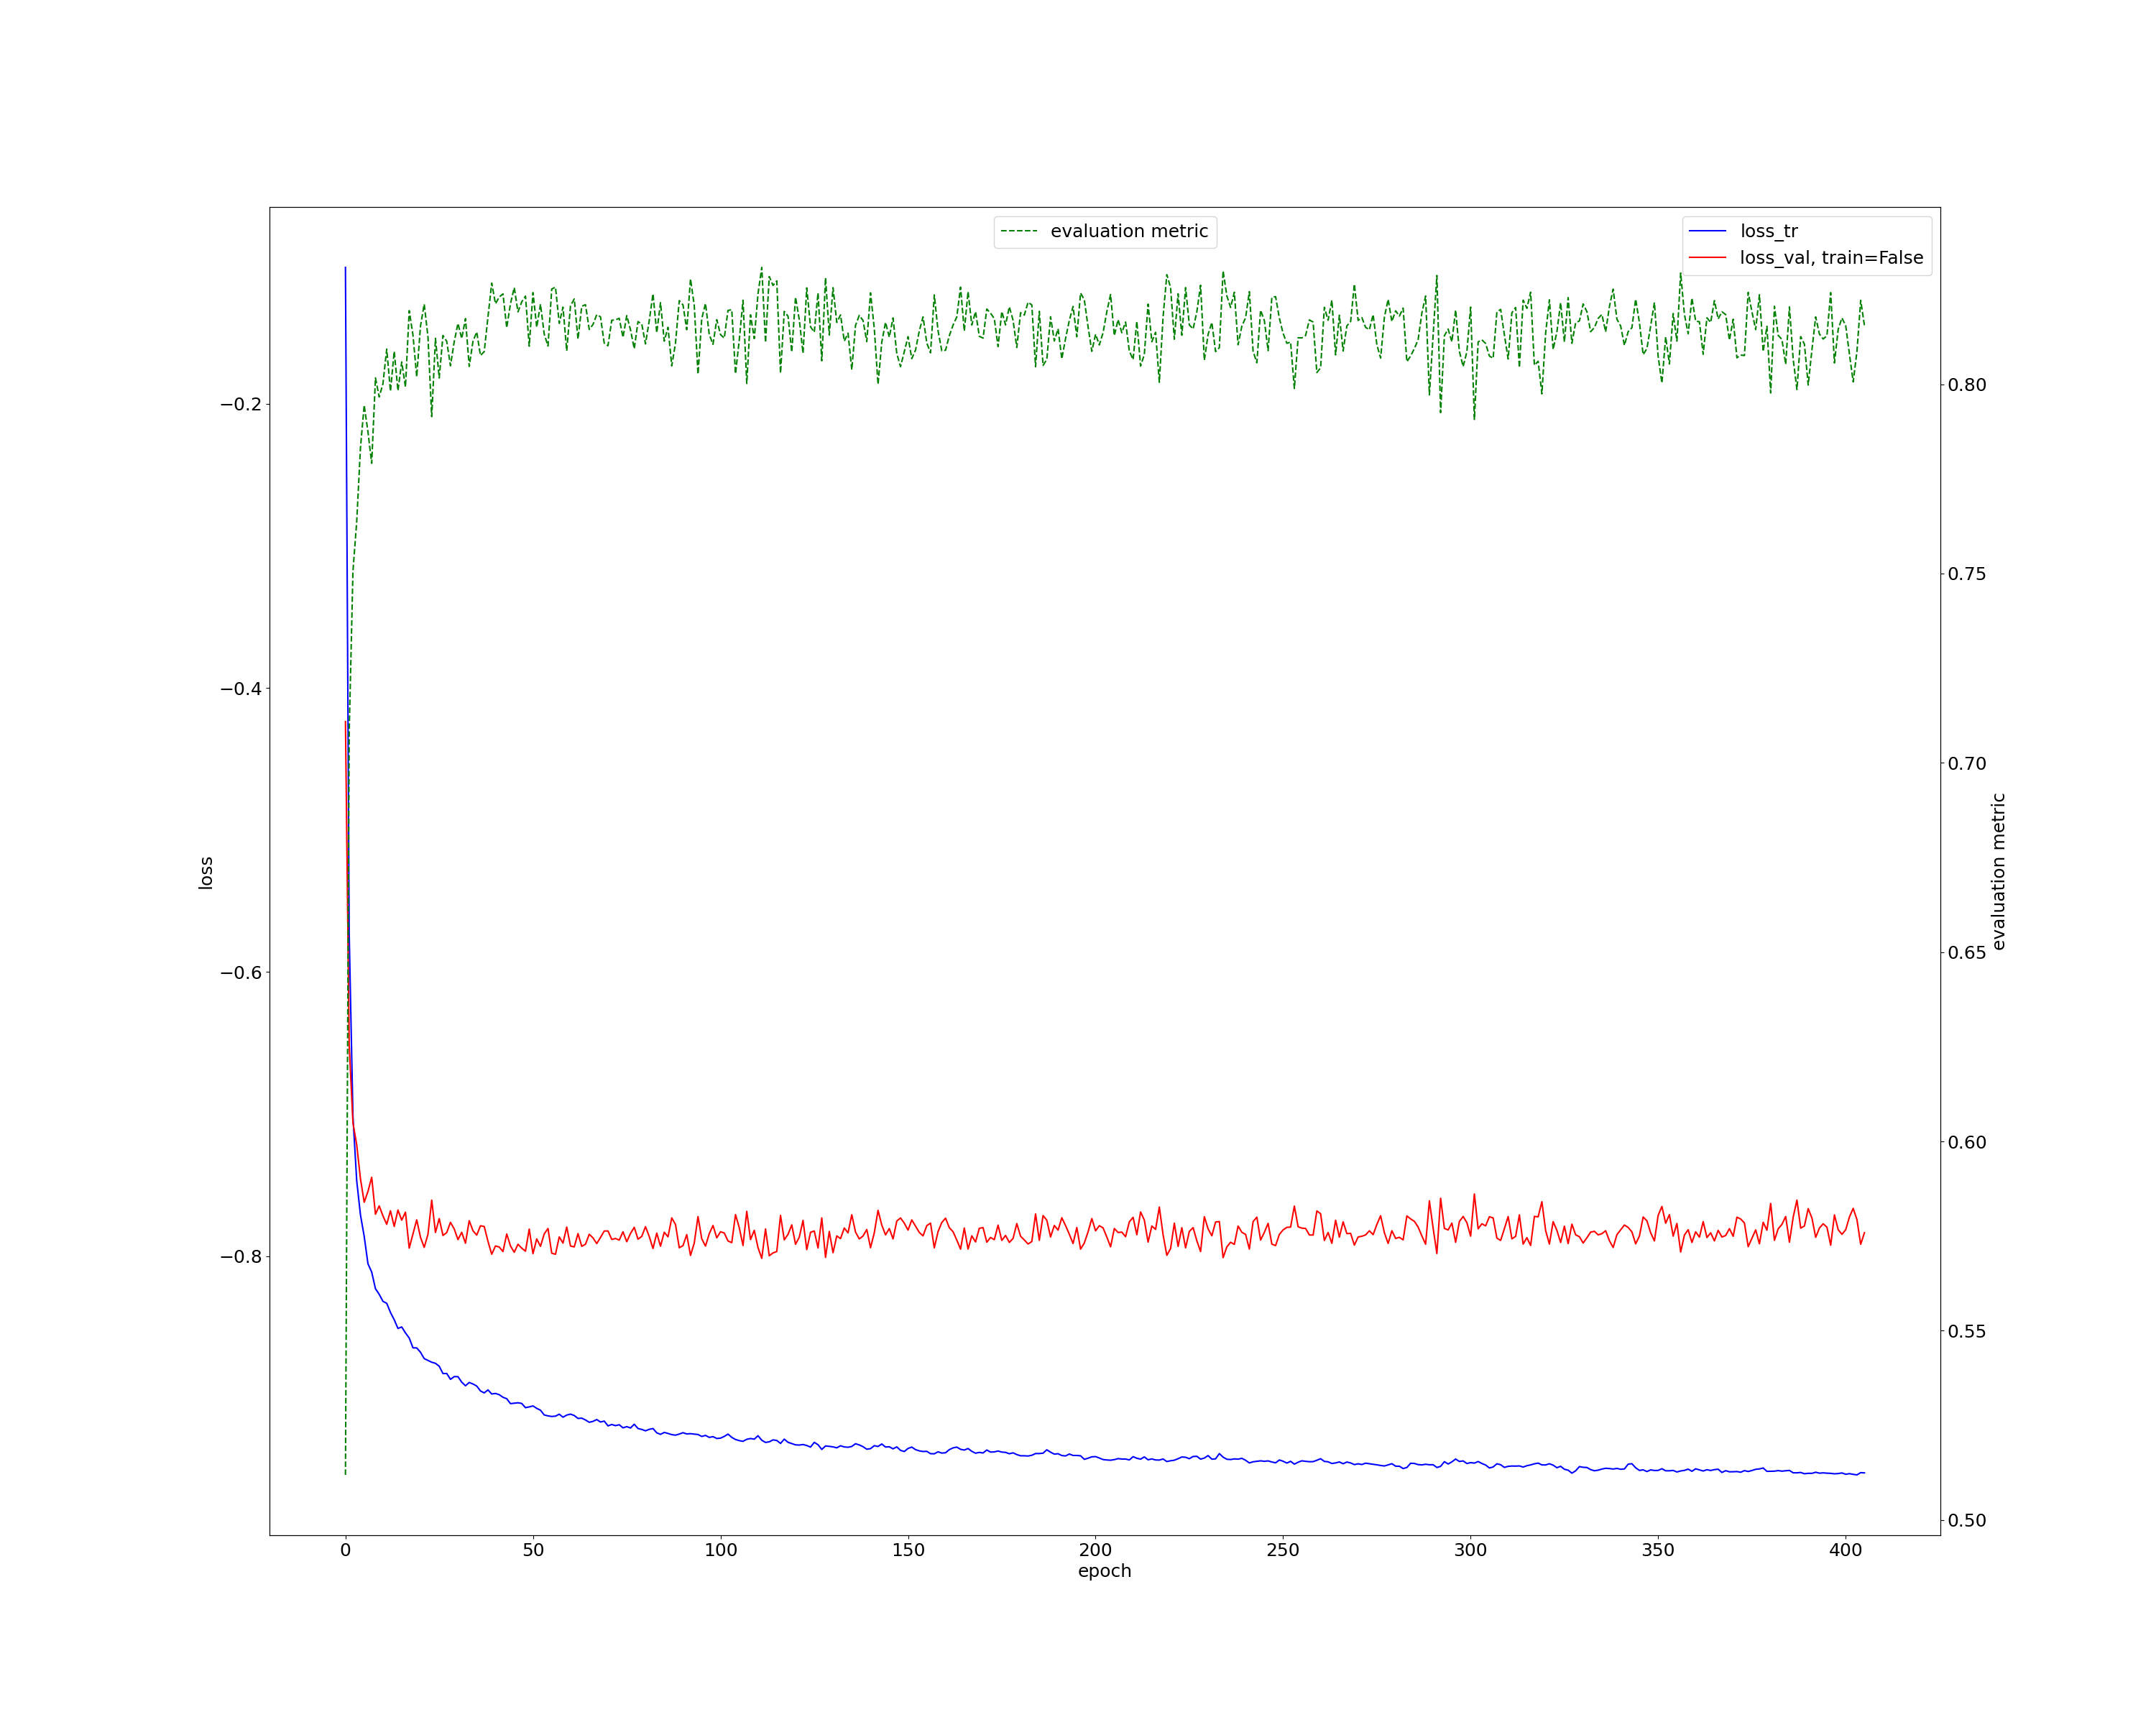 evaluation metric
loss_tr
loss_val, train=False
−0.2
−0.4
−0.6
−0.8
loss
0.80
0.75
0.70
0.65
0.60
0.55
0.50
evaluation metric
0 50 100 150 200 250 300 350 400
epoch